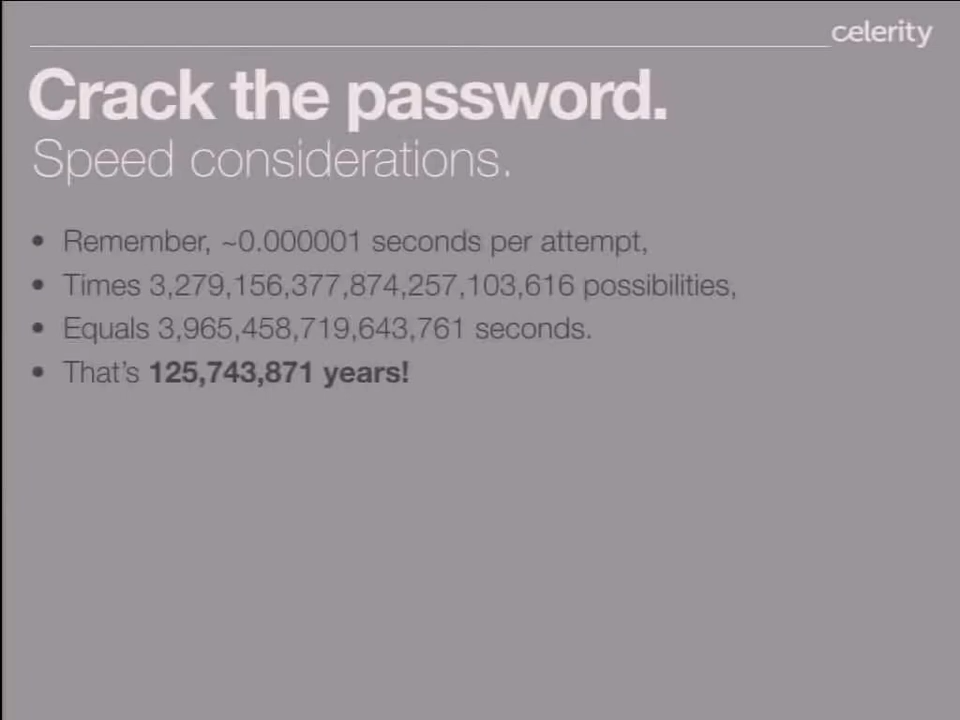 celerity
Crack the password.
Speed considerations.
• Remember, ~0.000001 seconds per attempt,
• Times 3,279,156,377,874,257,103,616 possibilities,
• Equals 3,965,458,719,643,761 seconds.
• That's 125,743,871 years!